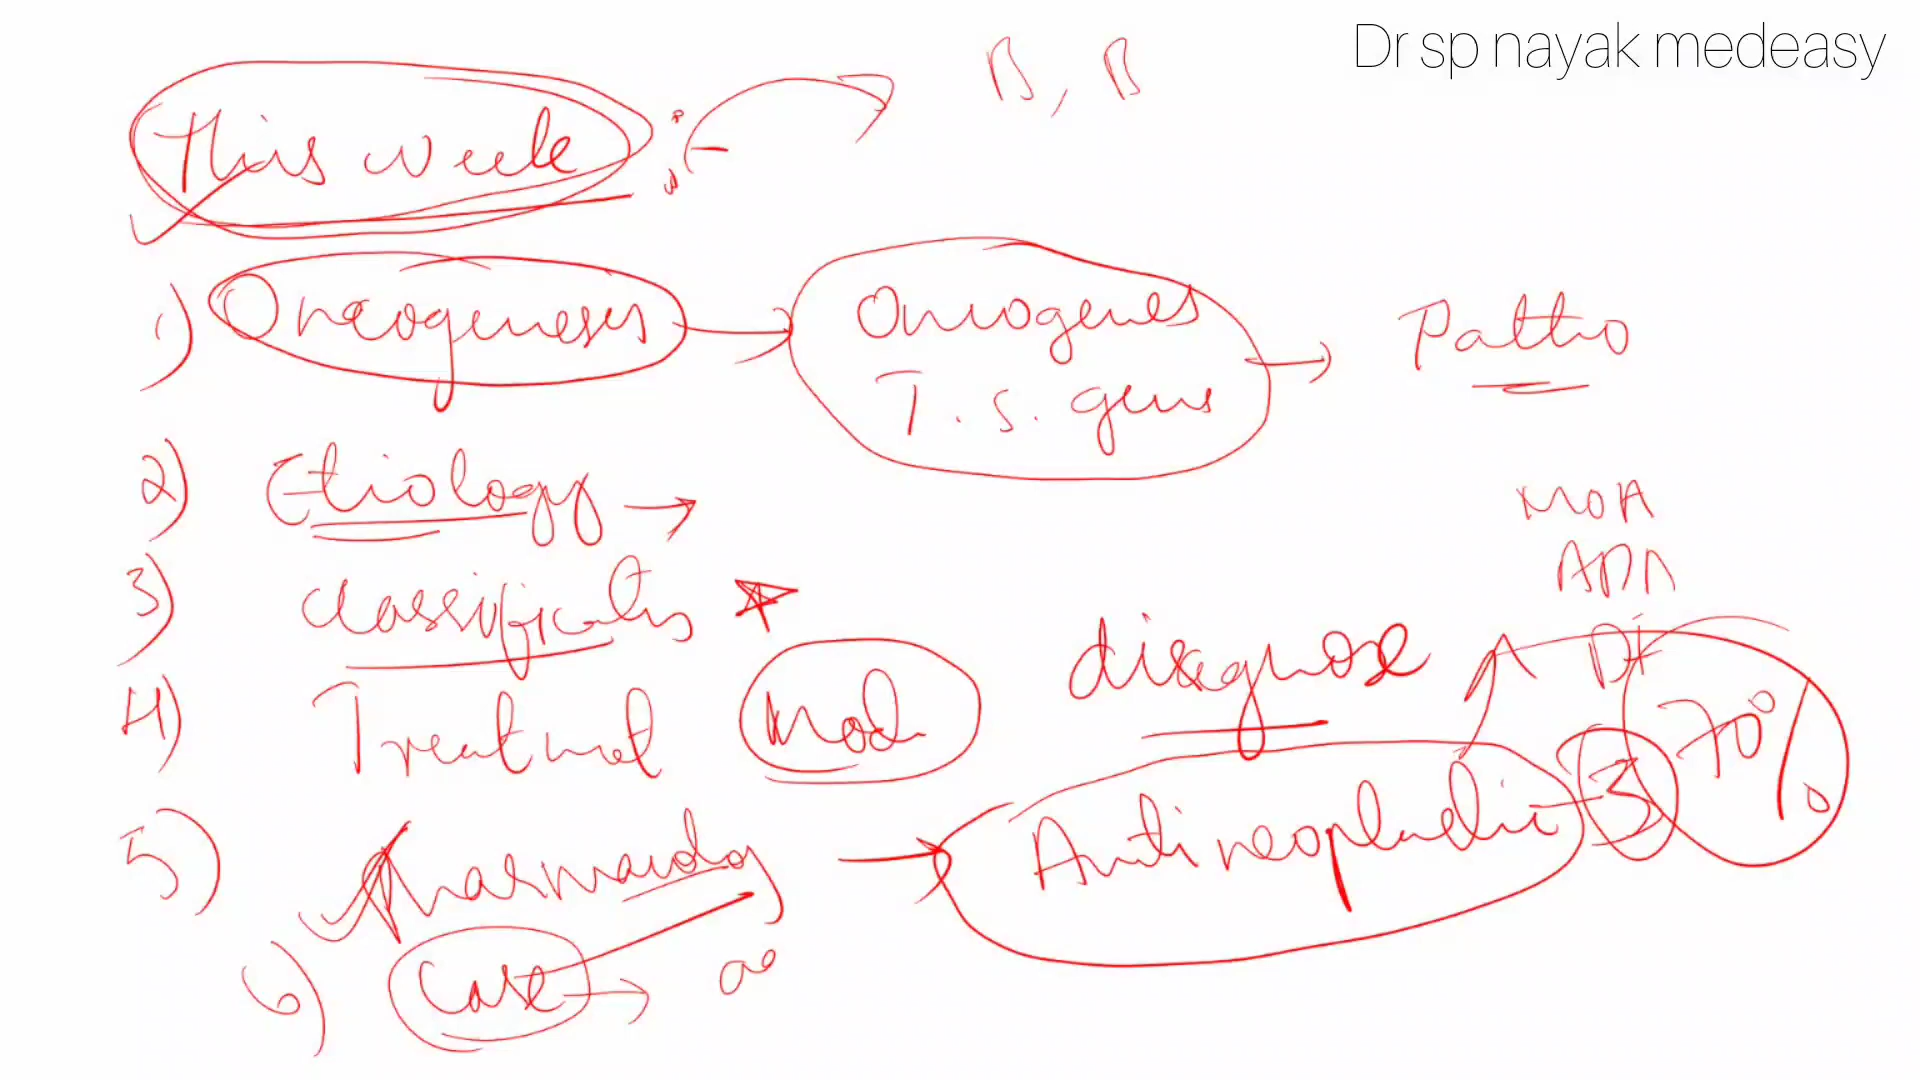 Dr sp nayak medeasy
This week :- B, B
1) Oncogenesis → Oncogenes → Patho
T.S. genes
2) Etiology →
3) Classification
4) Treatment Mod
diagnose
MOA
ADR
70%
5) Pharmacology → Antineoplastic 3
6) Case →